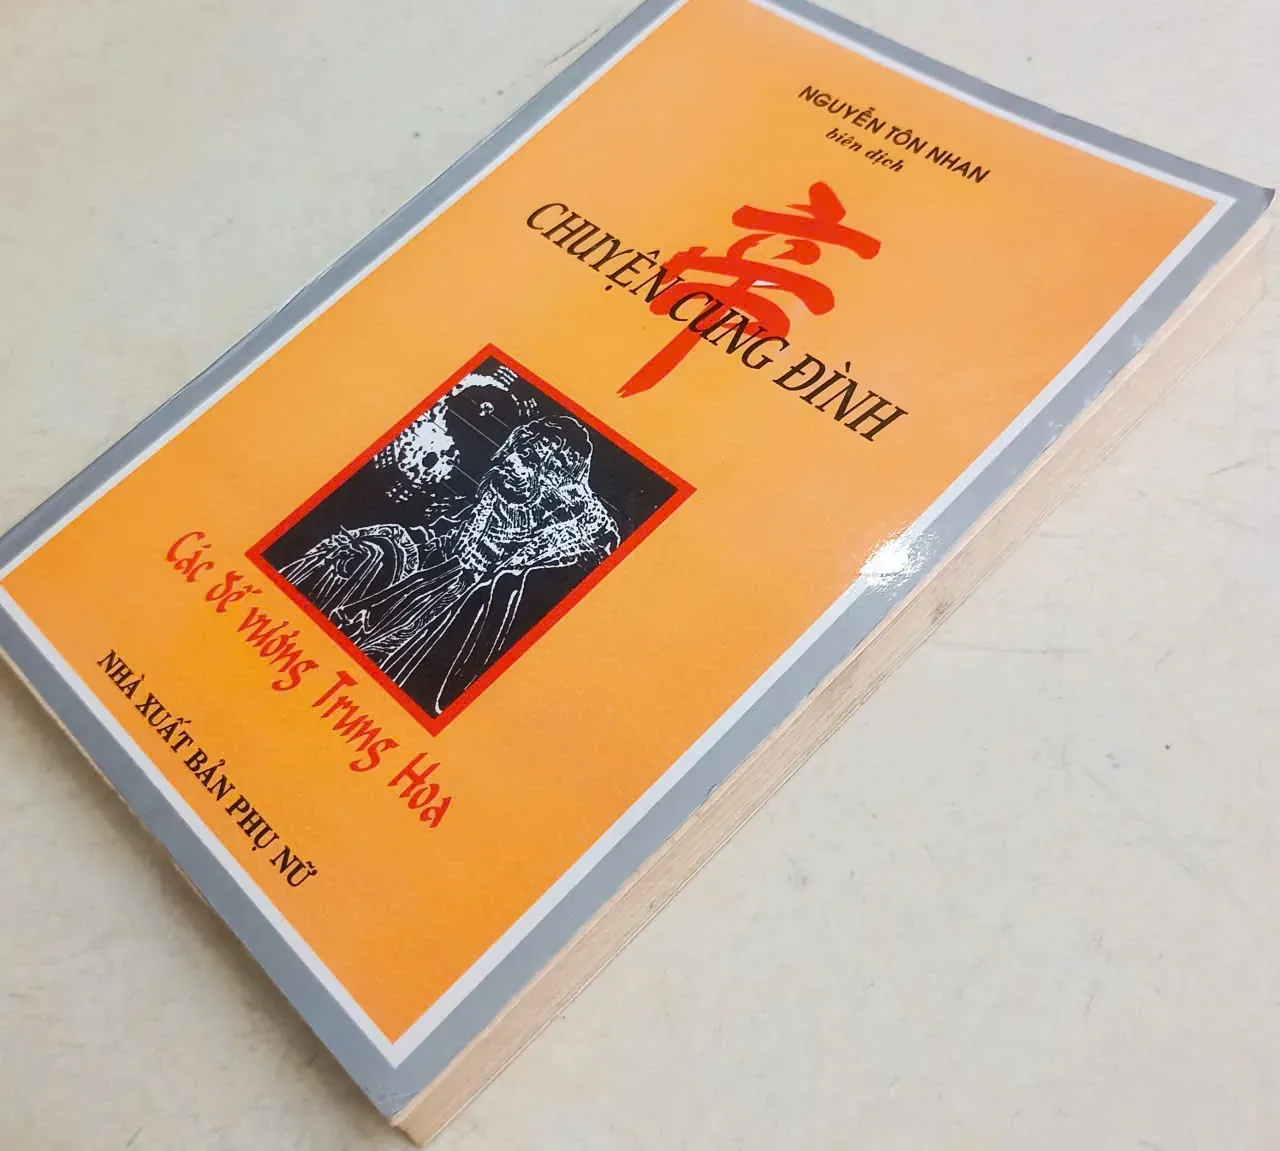 NGUYỄN TÔN NHAN
biên dịch
帝
CHUYỆN CUNG ĐÌNH
Các đế vương Trung Hoa
NHÀ XUẤT BẢN PHỤ NỮ